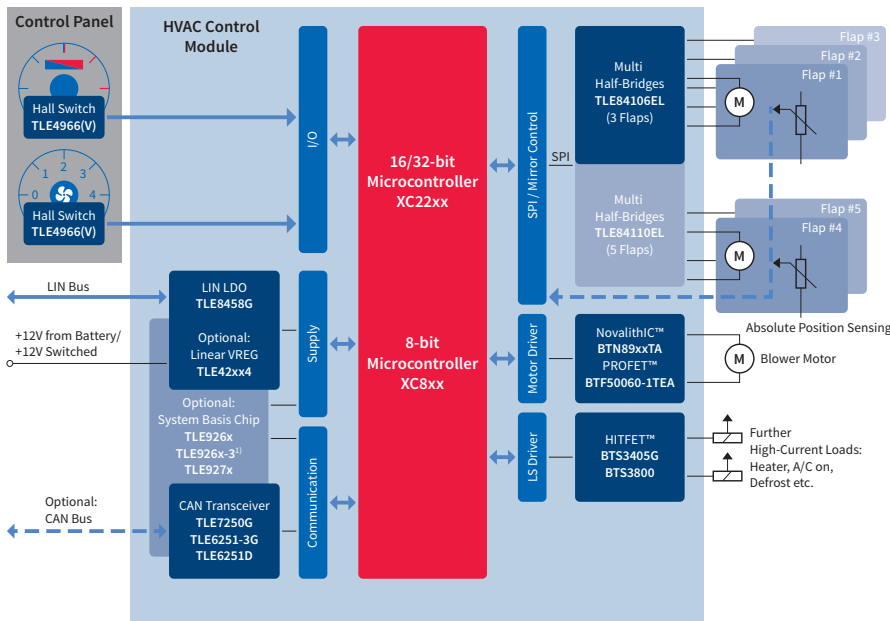 Control Panel
Hall Switch
TLE4966(V)
0
1
2
3
4
Hall Switch
TLE4966(V)
HVAC Control
Module
I/O
16/32-bit
Microcontroller
XC22xx
8-bit
Microcontroller
XC8xx
LIN Bus
+12V from Battery/
+12V Switched
LIN LDO
TLE8458G
Optional:
Linear VREG
TLE42xx4
Optional:
System Basis Chip
TLE926x
TLE926x-3¹⁾
TLE927x
Optional:
CAN Bus
CAN Transceiver
TLE7250G
TLE6251-3G
TLE6251D
Supply
Communication
SPI / Mirror Control
SPI
Multi
Half-Bridges
TLE84106EL
(3 Flaps)
Multi
Half-Bridges
TLE84110EL
(5 Flaps)
Flap #3
Flap #2
Flap #1
M
Flap #5
Flap #4
M
Absolute Position Sensing
Motor Driver
NovalithIC™
BTN89xxTA
PROFET™
BTF50060-1TEA
M
Blower Motor
LS Driver
HITFET™
BTS3405G
BTS3800
Further
High-Current Loads:
Heater, A/C on,
Defrost etc.